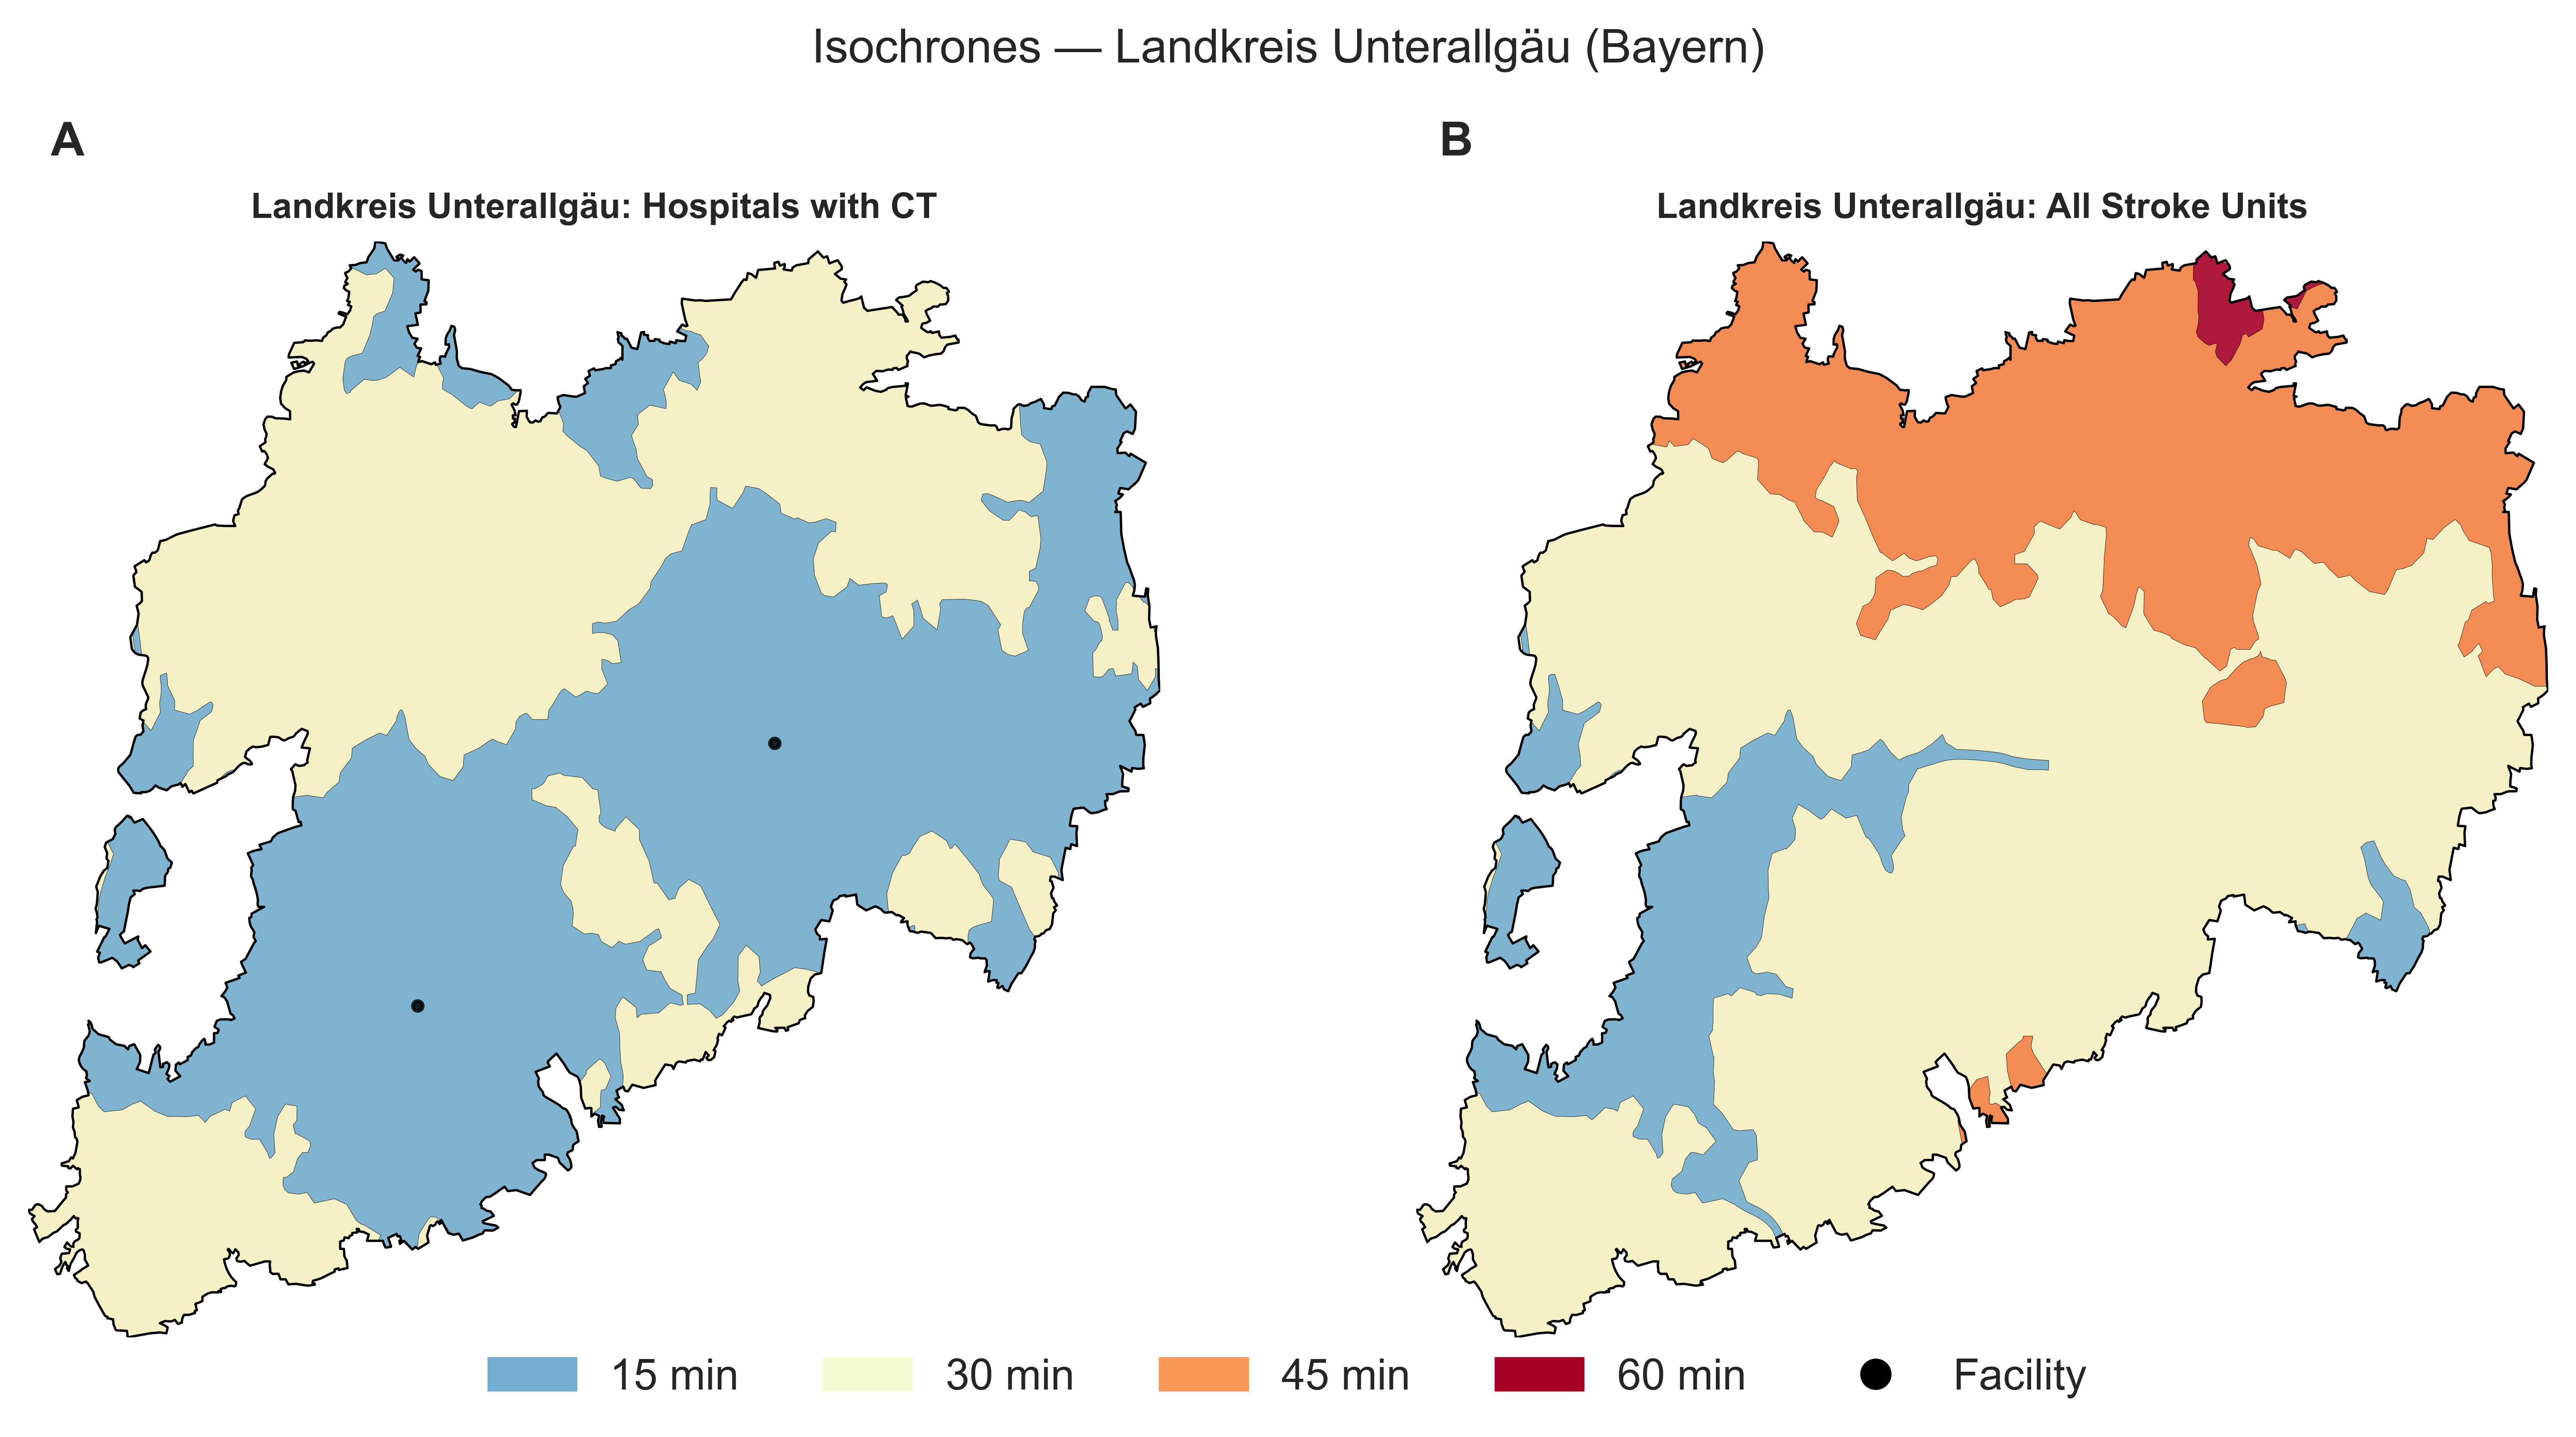 Isochrones — Landkreis Unterallgäu (Bayern)
A
B
Landkreis Unterallgäu: Hospitals with CT
Landkreis Unterallgäu: All Stroke Units
15 min
30 min
45 min
60 min
Facility